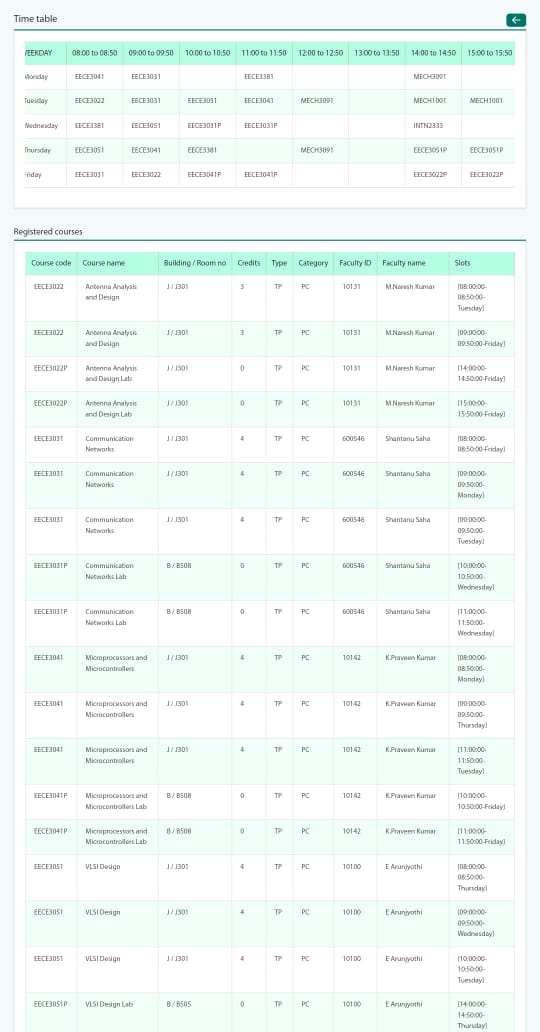 Time table
EEKDAY 08:00 to 08:50 09:00 to 09:50 10:00 to 10:50 11:00 to 11:50 12:00 to 12:50 13:00 to 13:50 14:00 to 14:50 15:00 to 15:50
Monday EECE3041 EECE3031 EECE3381 MECH3091
Tuesday EECE3022 EECE3031 EECE3051 EECE3041 MECH3091 MECH1001 MECH1001
Wednesday EECE3381 EECE3051 EECE3031P EECE3031P INTN2333
Thursday EECE3051 EECE3041 EECE3381 MECH3091 EECE3051P EECE3051P
Friday EECE3031 EECE3022 EECE3041P EECE3041P EECE3022P EECE3022P
Registered courses
Course code Course name Building / Room no Credits Type Category Faculty ID Faculty name Slots
EECE3022 Antenna Analysis J / J301 3 TP PC 10131 M.Naresh Kumar [08:00:00-
and Design 08:50:00-
Tuesday]
EECE3022 Antenna Analysis J / J301 3 TP PC 10131 M.Naresh Kumar [09:00:00-
and Design 09:50:00-Friday]
EECE3022P Antenna Analysis J / J301 0 TP PC 10131 M.Naresh Kumar [14:00:00-
and Design Lab 14:50:00-Friday]
EECE3022P Antenna Analysis J / J301 0 TP PC 10131 M.Naresh Kumar [15:00:00-
and Design Lab 15:50:00-Friday]
EECE3031 Communication J / J301 4 TP PC 600546 Shantanu Saha [08:00:00-
Networks 08:50:00-Friday]
EECE3031 Communication J / J301 4 TP PC 600546 Shantanu Saha [09:00:00-
Networks 09:50:00-
Monday]
EECE3031 Communication J / J301 4 TP PC 600546 Shantanu Saha [09:00:00-
Networks 09:50:00-
Tuesday]
EECE3031P Communication B / B508 0 TP PC 600546 Shantanu Saha [10:00:00-
Networks Lab 10:50:00-
Wednesday]
EECE3031P Communication B / B508 0 TP PC 600546 Shantanu Saha [11:00:00-
Networks Lab 11:50:00-
Wednesday]
EECE3041 Microprocessors and J / J301 4 TP PC 10142 K.Praveen Kumar [08:00:00-
Microcontrollers 08:50:00-
Monday]
EECE3041 Microprocessors and J / J301 4 TP PC 10142 K.Praveen Kumar [09:00:00-
Microcontrollers 09:50:00-
Thursday]
EECE3041 Microprocessors and J / J301 4 TP PC 10142 K.Praveen Kumar [11:00:00-
Microcontrollers 11:50:00-
Tuesday]
EECE3041P Microprocessors and B / B508 0 TP PC 10142 K.Praveen Kumar [10:00:00-
Microcontrollers Lab 10:50:00-Friday]
EECE3041P Microprocessors and B / B508 0 TP PC 10142 K.Praveen Kumar [11:00:00-
Microcontrollers Lab 11:50:00-Friday]
EECE3051 VLSI Design J / J301 4 TP PC 10100 E Arunjyothi [08:00:00-
08:50:00-
Thursday]
EECE3051 VLSI Design J / J301 4 TP PC 10100 E Arunjyothi [09:00:00-
09:50:00-
Wednesday]
EECE3051 VLSI Design J / J301 4 TP PC 10100 E Arunjyothi [10:00:00-
10:50:00-
Tuesday]
EECE3051P VLSI Design Lab B / B505 0 TP PC 10100 E Arunjyothi [14:00:00-
14:50:00-
Thursday]